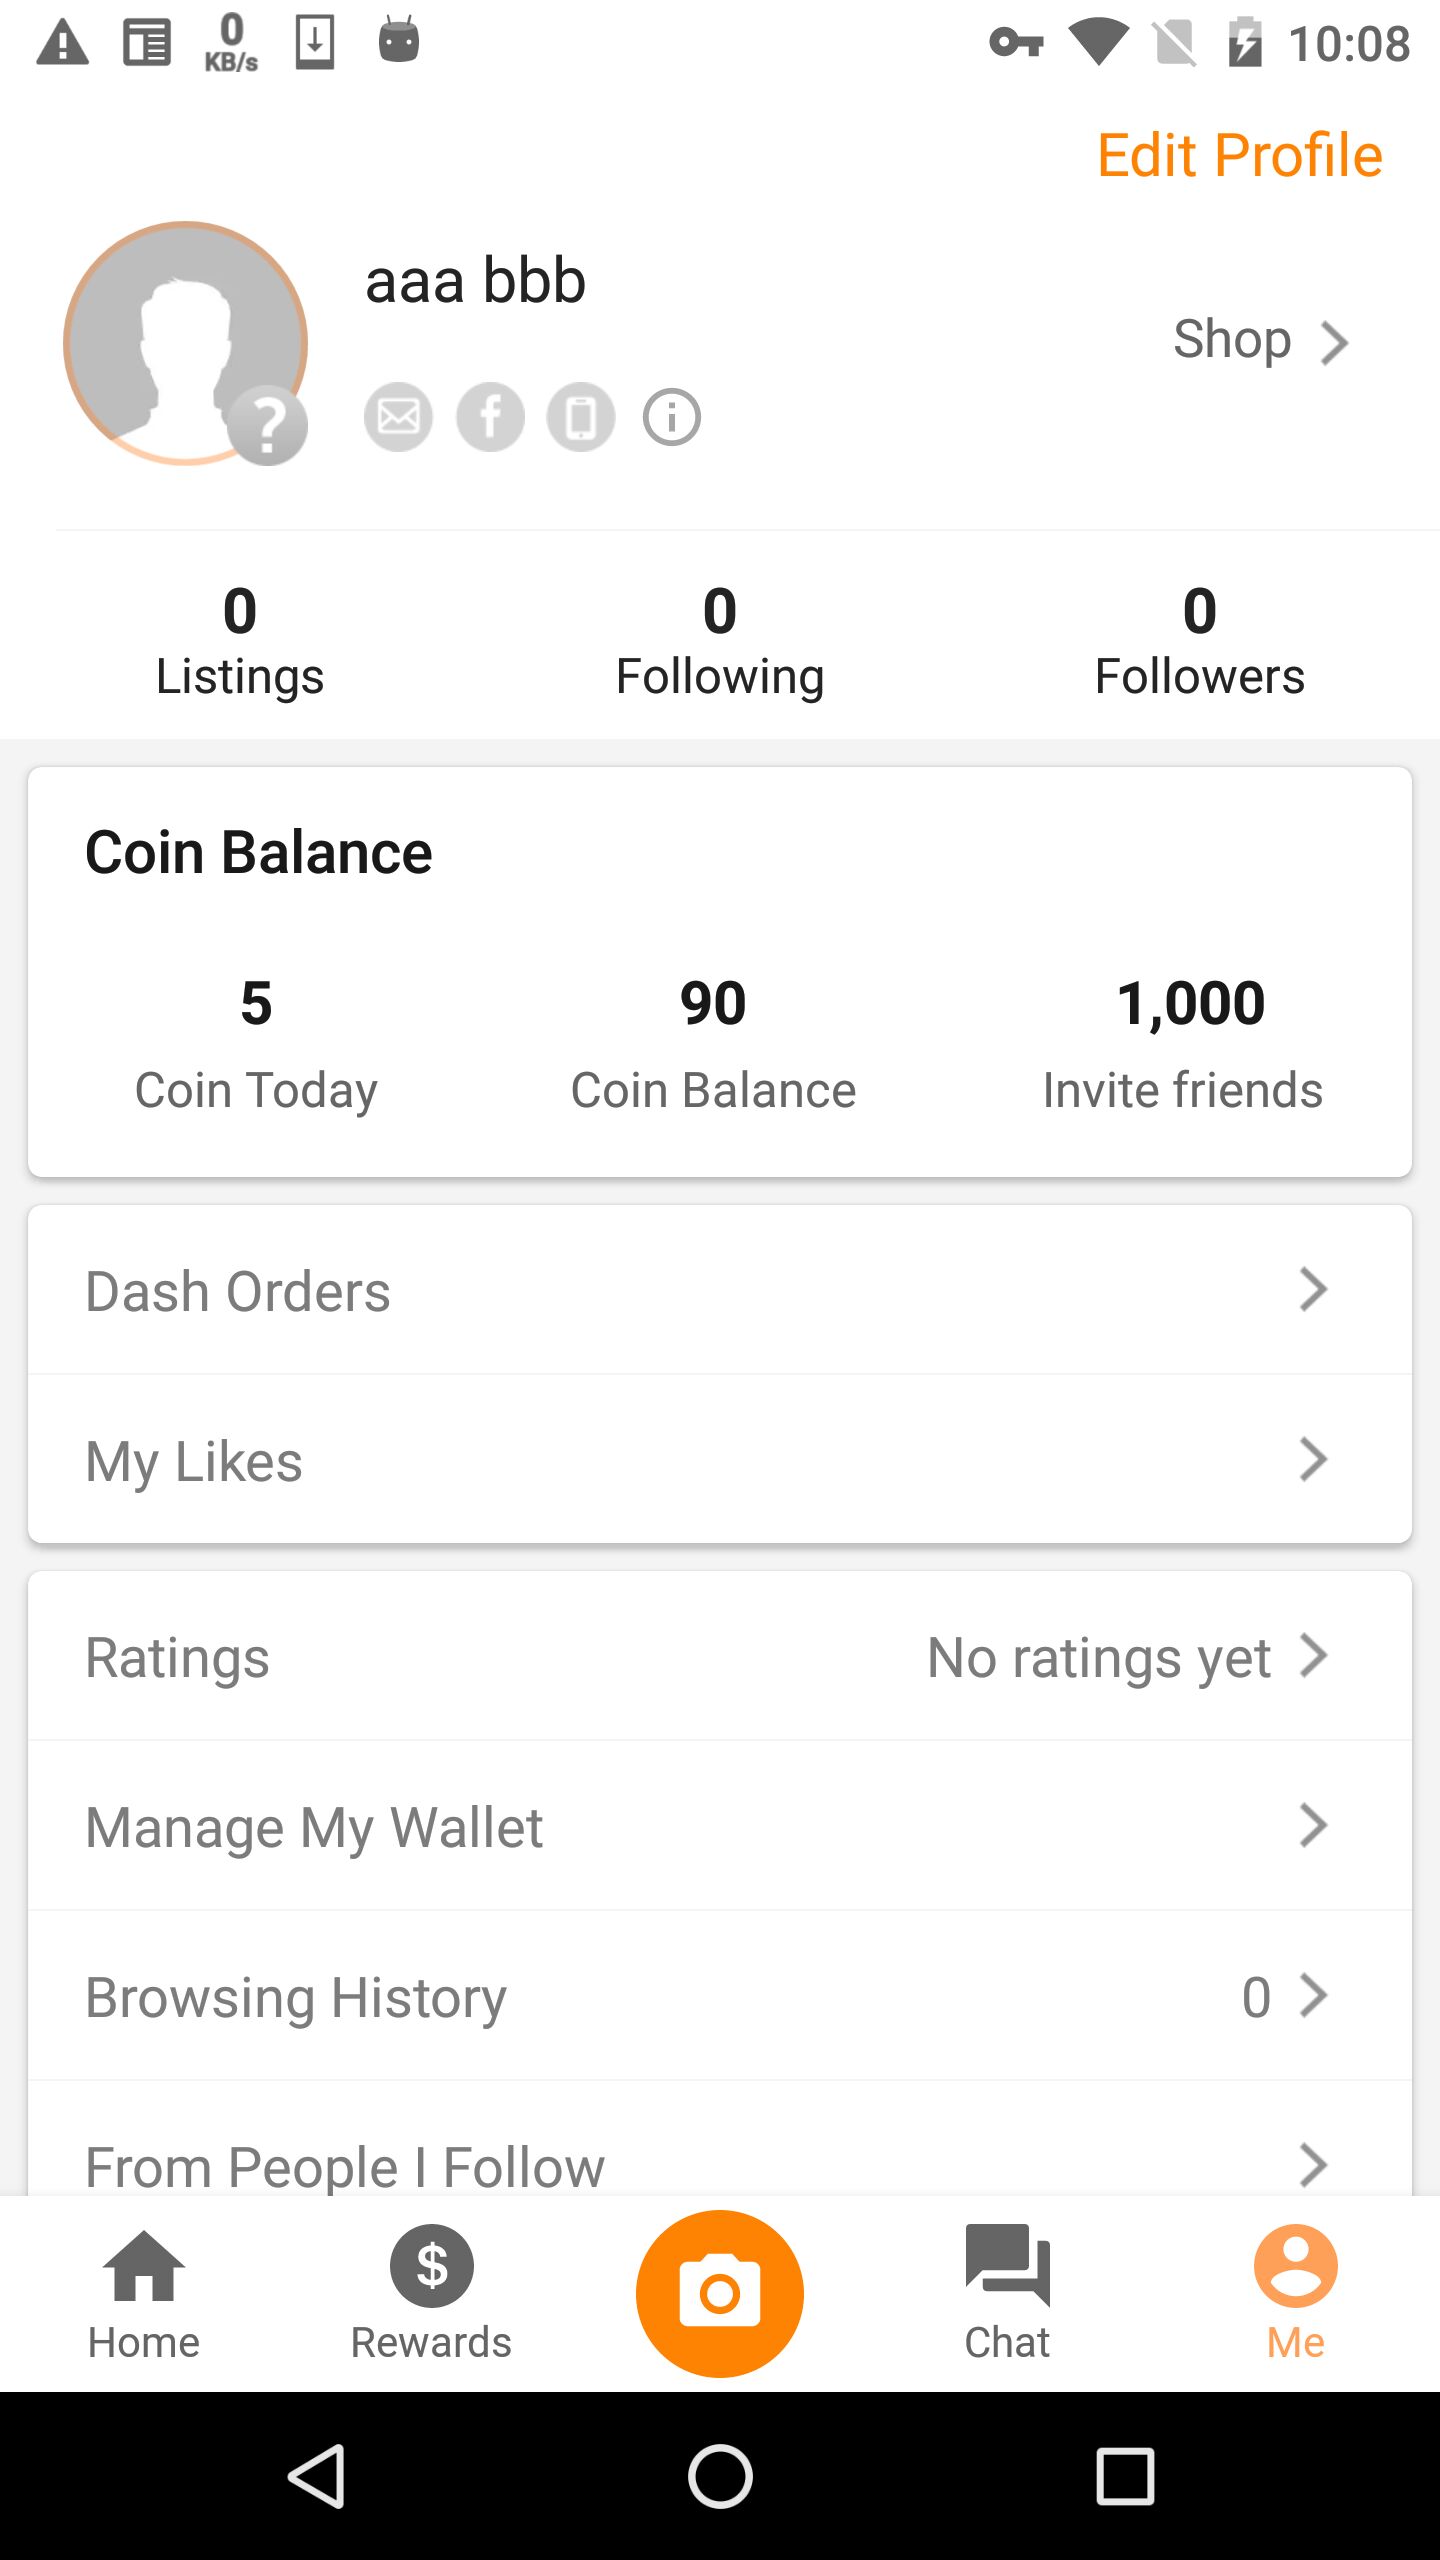 0
KB/s
10:08
Edit Profile
aaa bbb
Shop
0 0 0
Listings Following Followers
Coin Balance
5 90 1,000
Coin Today Coin Balance Invite friends
Dash Orders
My Likes
Ratings No ratings yet
Manage My Wallet
Browsing History 0
From People I Follow
Home Rewards Chat Me